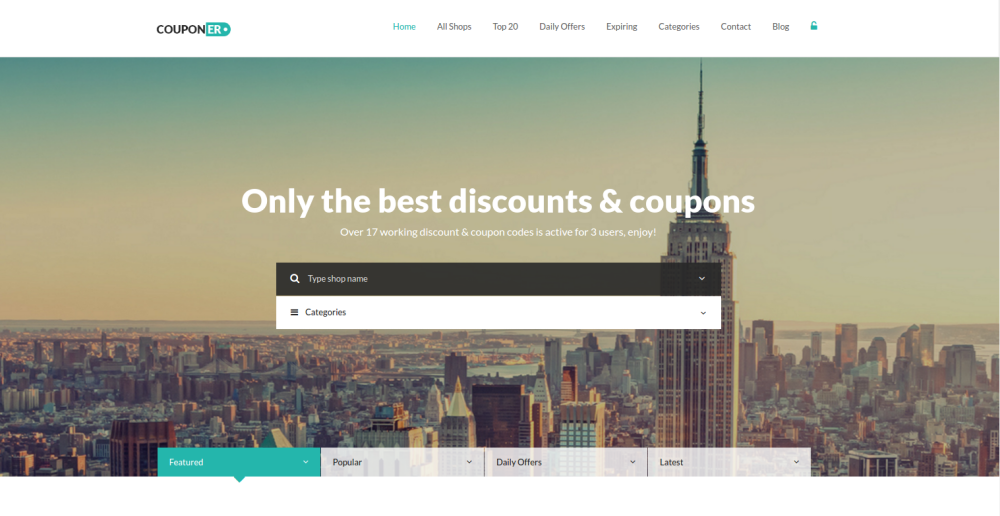 COUPONER
Home All Shops Top 20 Daily Offers Expiring Categories Contact Blog
Only the best discounts & coupons
Over 17 working discount & coupon codes is active for 3 users, enjoy!
Type shop name
Categories
Featured Popular Daily Offers Latest